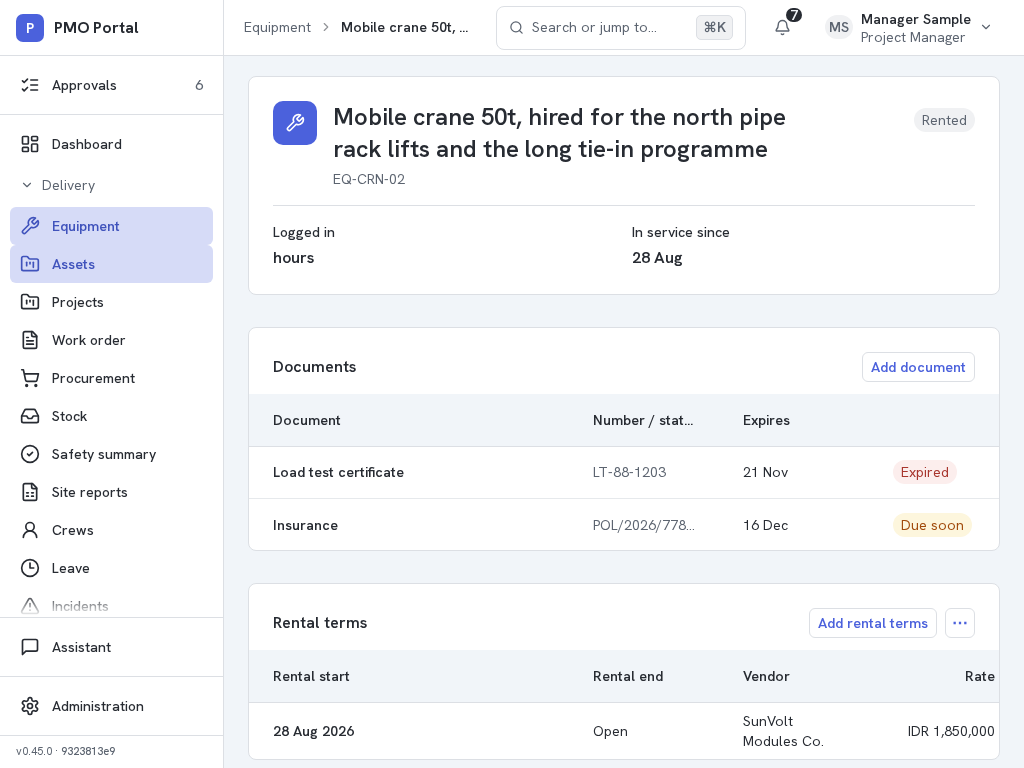 P PMO Portal
Equipment > Mobile crane 50t, ...
Search or jump to... ⌘K
7
MS
Manager Sample
Project Manager
Approvals 6
Dashboard
Delivery
Equipment
Assets
Projects
Work order
Procurement
Stock
Safety summary
Site reports
Crews
Leave
Incidents
Assistant
Administration
v0.45.0 · 9323813e9
Mobile crane 50t, hired for the north pipe
rack lifts and the long tie-in programme
Rented
EQ-CRN-02
Logged in In service since
hours 28 Aug
Documents Add document
Document Number / stat... Expires
Load test certificate LT-88-1203 21 Nov Expired
Insurance POL/2026/778... 16 Dec Due soon
Rental terms Add rental terms ...
Rental start Rental end Vendor Rate
28 Aug 2026 Open SunVolt Modules Co. IDR 1,850,000